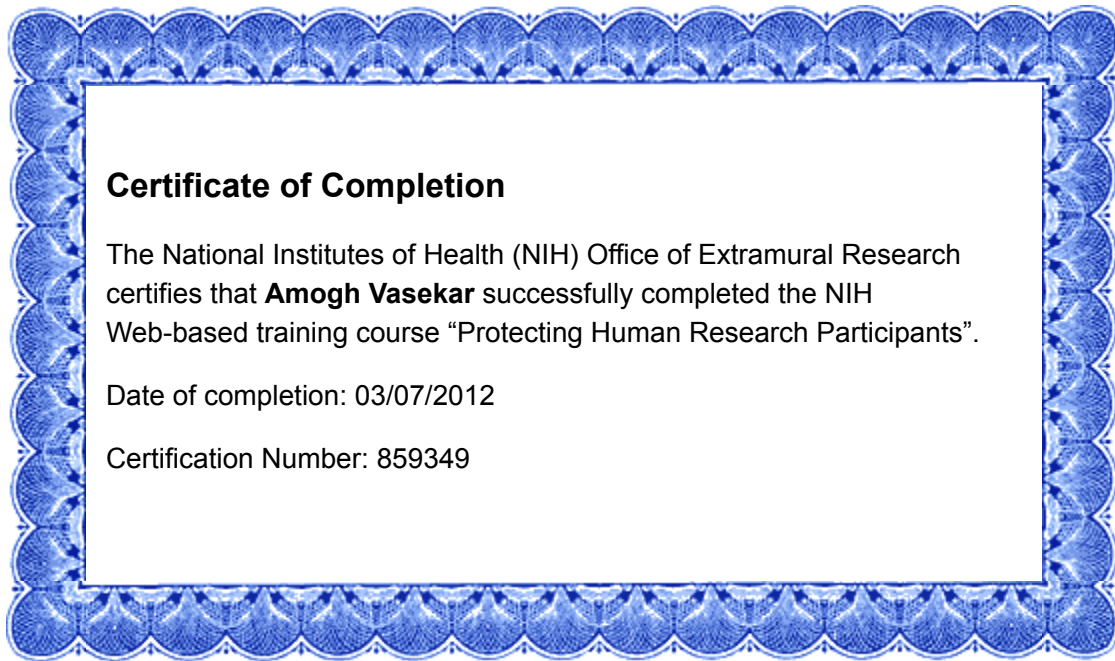 Certificate of Completion
The National Institutes of Health (NIH) Office of Extramural Research
certifies that Amogh Vasekar successfully completed the NIH
Web-based training course “Protecting Human Research Participants”.
Date of completion: 03/07/2012
Certification Number: 859349